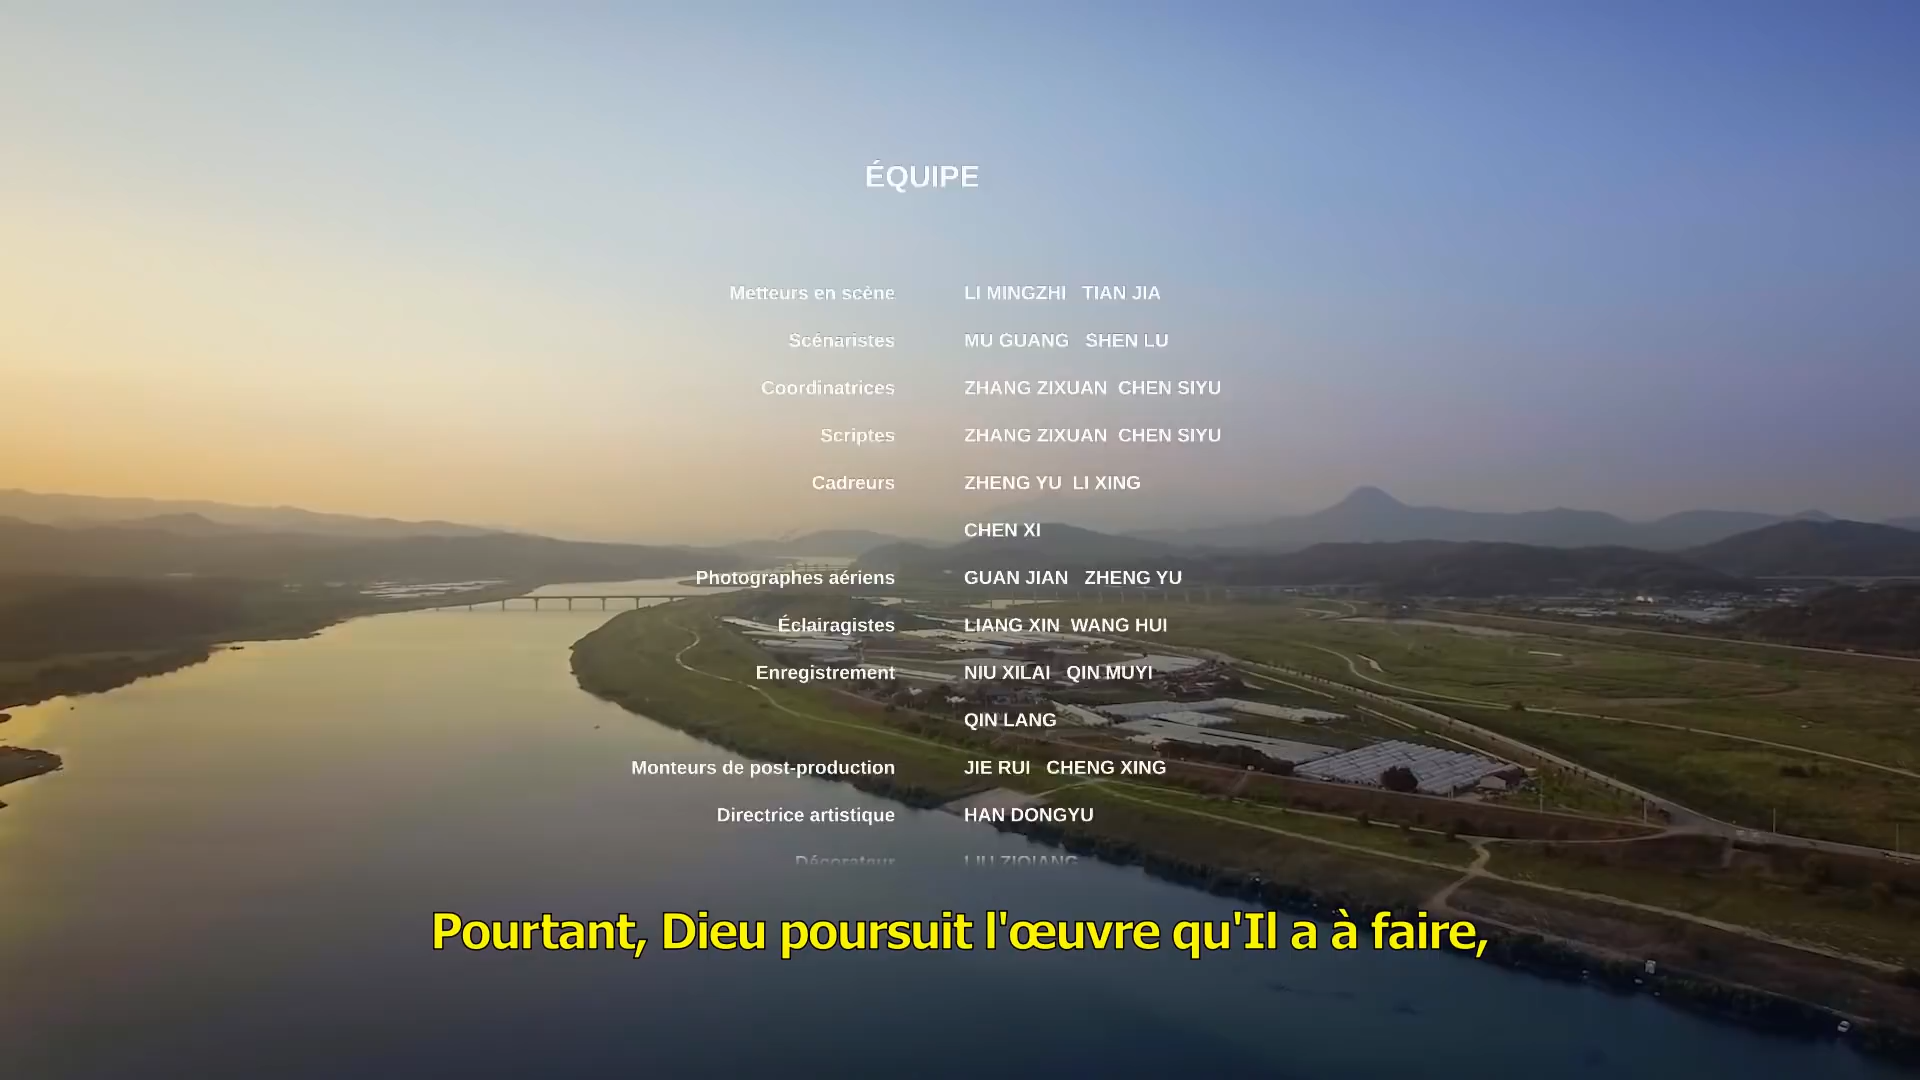 ÉQUIPE
Metteurs en scène LI MINGZHI TIAN JIA
Scénaristes MU GUANG SHEN LU
Coordinatrices ZHANG ZIXUAN CHEN SIYU
Scriptes ZHANG ZIXUAN CHEN SIYU
Cadreurs ZHENG YU LI XING
CHEN XI
Photographes aériens GUAN JIAN ZHENG YU
Éclairagistes LIANG XIN WANG HUI
Enregistrement NIU XILAI QIN MUYI
QIN LANG
Monteurs de post-production JIE RUI CHENG XING
Directrice artistique HAN DONGYU
Décorateur LIU ZIQIANG
Pourtant, Dieu poursuit l'œuvre qu'Il a à faire,